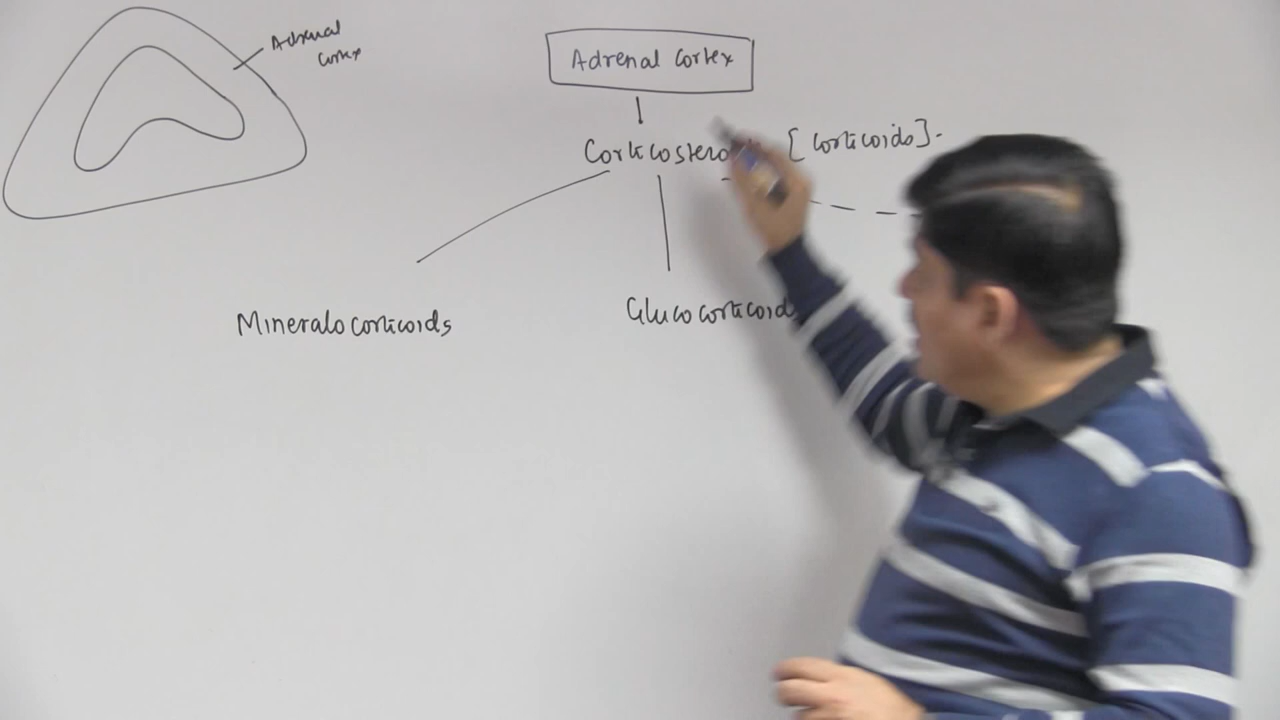 Adrenal
Cortex
Adrenal Cortex
[Corticoids].
Mineralocorticoids